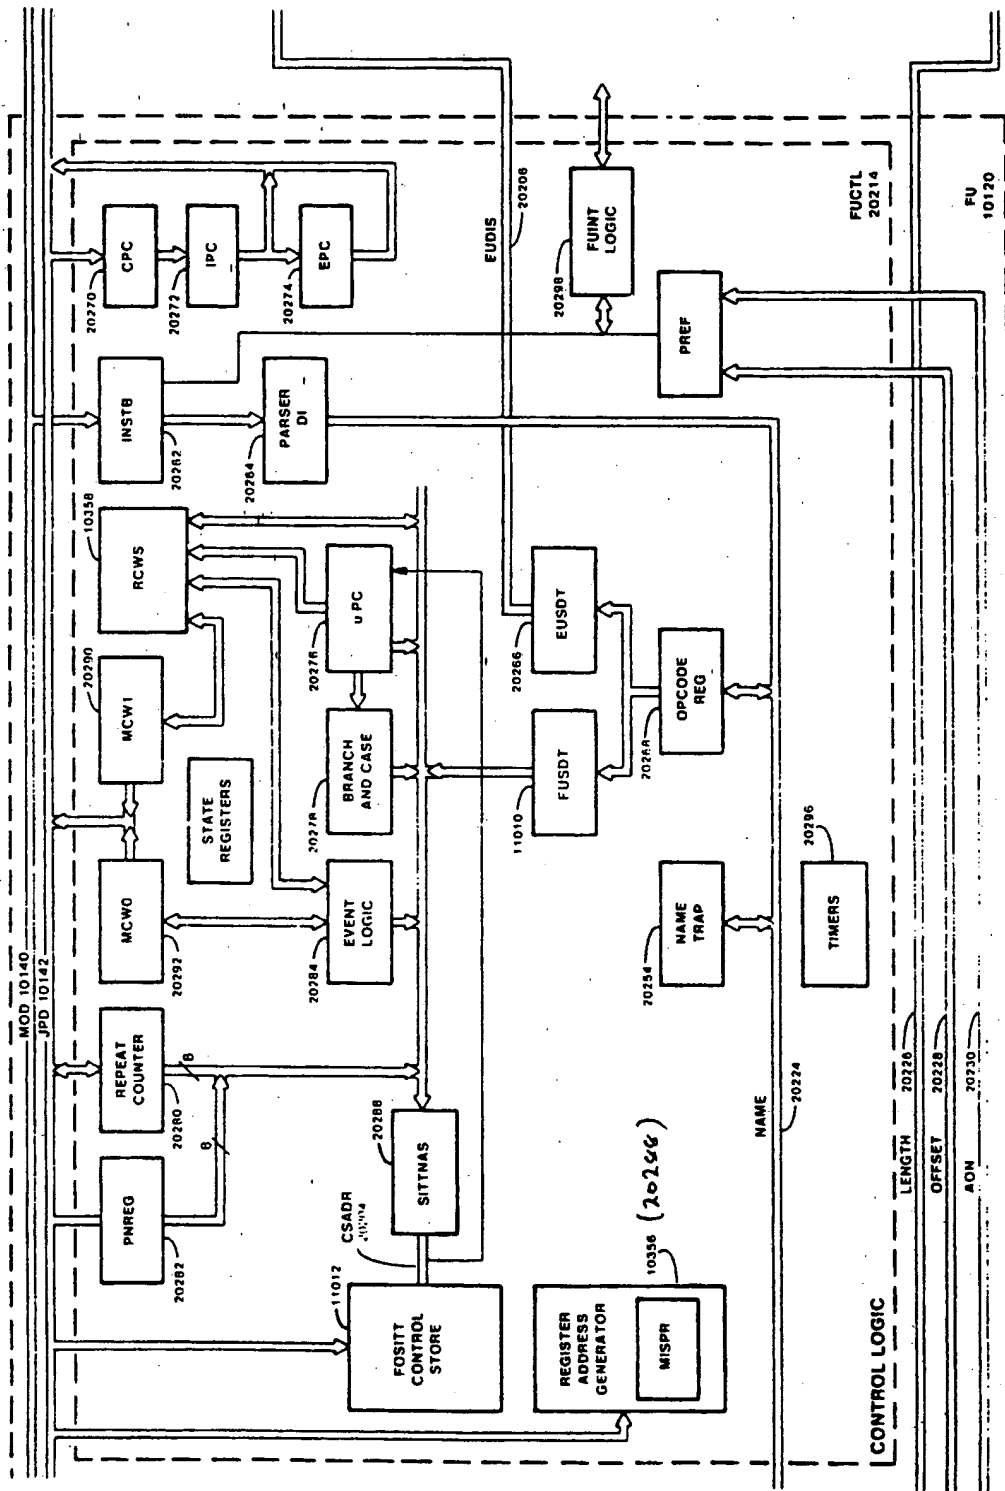 MOD 10140
JPD 10142
PNREG
20282
REPEAT
COUNTER
20280
8
8
MCW0
20292
MCW1
20290
STATE
REGISTERS
RCWS
10358
INSTB
20262
PARSER
DI
20264
CPC
20270
IPC
20272
EPC
20274
EVENT
LOGIC
20284
BRANCH
AND CASE
20278
uPC
20276
FOSITT
CONTROL
STORE
11012
CSADR
SITTNAS
20288
REGISTER
ADDRESS
GENERATOR
MISPR
10356
(20288)
FUSDT
11010
EUSDT
20266
OPCODE
REG
20268
NAME
TRAP
20254
TIMERS
20296
EUDIS
20206
FUINT
LOGIC
20298
PREF
NAME
20224
FUCTL
20214
FU
10120
CONTROL LOGIC
LENGTH
20226
OFFSET
20228
AON
20230